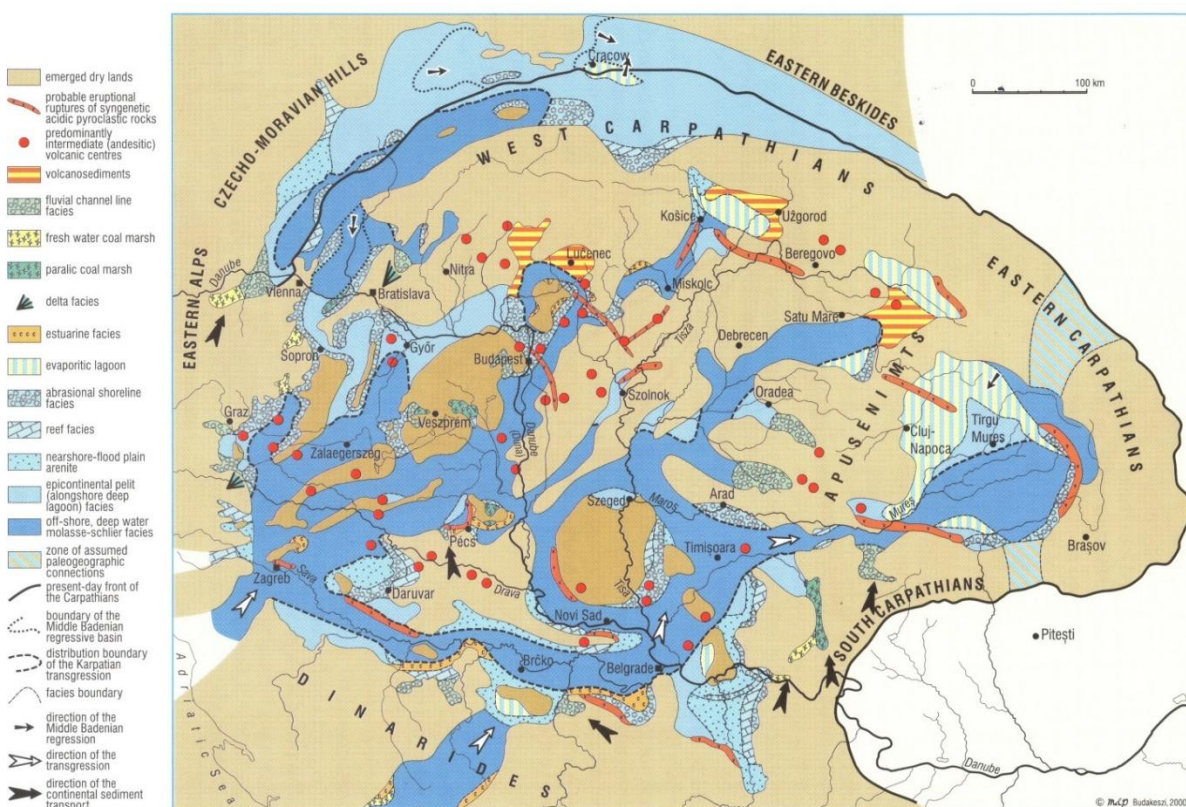 emerged dry lands
probable eruptional
ruptures of syngenetic
acidic pyroclastic rocks
predominantly
intermediate (andesitic)
volcanic centres
volcanosediments
fluvial channel line
facies
fresh water coal marsh
paralic coal marsh
delta facies
estuarine facies
evaporitic lagoon
abrasional shoreline
facies
reef facies
nearshore-flood plain
arenite
epicontinental pelit
(alongshore deep
lagoon) facies
off-shore, deep water
molasse-schlier facies
zone of assumed
paleogeographic
connections
present-day front of
the Carpathians
boundary of the
Middle Badenian
regressive basin
distribution boundary
of the Karpatian
transgression
facies boundary
direction of the
Middle Badenian
regression
direction of the
transgression
direction of the
continental sediment
transport
CZECHO-MORAVIAN HILLS
Cracow
EASTERN BESKIDES
100 km
WEST CARPATHIANS
Košice
Užgorod
Beregovo
EASTERN CARPATHIANS
EASTERN ALPS
Danube
Vienna
Bratislava
Nitra
Lučenec
Miskolc
Tisza
Satu Mare
Debrecen
Sopron
Győr
Budapest
Szolnok
Oradea
APUSENI MTS
Graz
Veszprém
Danube
(Duna)
Cluj-
Napoca
Tîrgu
Mureş
Zalaegerszeg
Szeged
Maros
Arad
Mureş
Pécs
Timişoara
Braşov
Zagreb
Sava
Daruvar
Drava
Tisa
Novi Sad
SOUTH CARPATHIANS
Piteşti
Brčko
Belgrade
Adriatic Sea
DINARIDES
Danube
Budakeszi, 2000